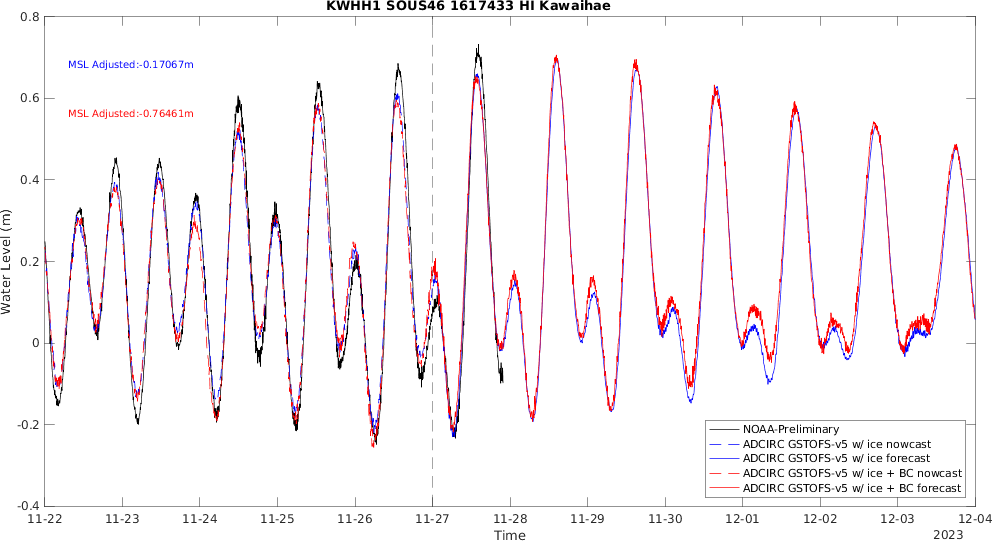 KWHH1 SOUS46 1617433 HI Kawaihae
MSL Adjusted:-0.17067m
MSL Adjusted:-0.76461m
Water Level (m)
0.8
0.6
0.4
0.2
0
-0.2
-0.4
NOAA-Preliminary
ADCIRC GSTOFS-v5 w/ ice nowcast
ADCIRC GSTOFS-v5 w/ ice forecast
ADCIRC GSTOFS-v5 w/ ice + BC nowcast
ADCIRC GSTOFS-v5 w/ ice + BC forecast
11-22 11-23 11-24 11-25 11-26 11-27 11-28 11-29 11-30 12-01 12-02 12-03 12-04
Time
2023